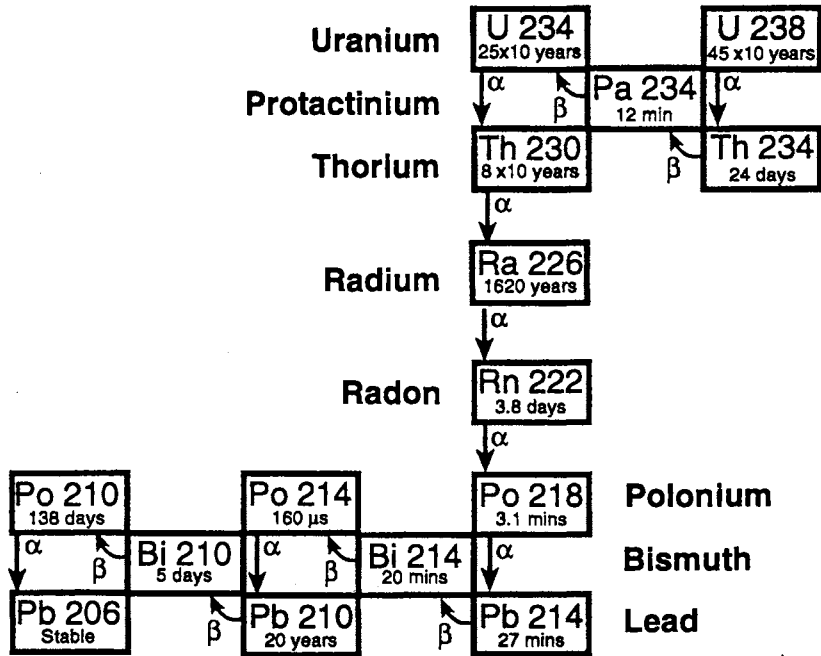 Uranium
U 234
25x10 years
U 238
45 x10 years
α
β
Pa 234
12 min
α
Protactinium
Thorium
Th 230
8 x10 years
β
Th 234
24 days
α
Radium
Ra 226
1620 years
α
Radon
Rn 222
3.8 days
α
Po 210
138 days
Po 214
160 µs
Po 218
3.1 mins
Polonium
α
β
Bi 210
5 days
α
β
Bi 214
20 mins
α
Bismuth
Pb 206
Stable
β
Pb 210
20 years
β
Pb 214
27 mins
Lead